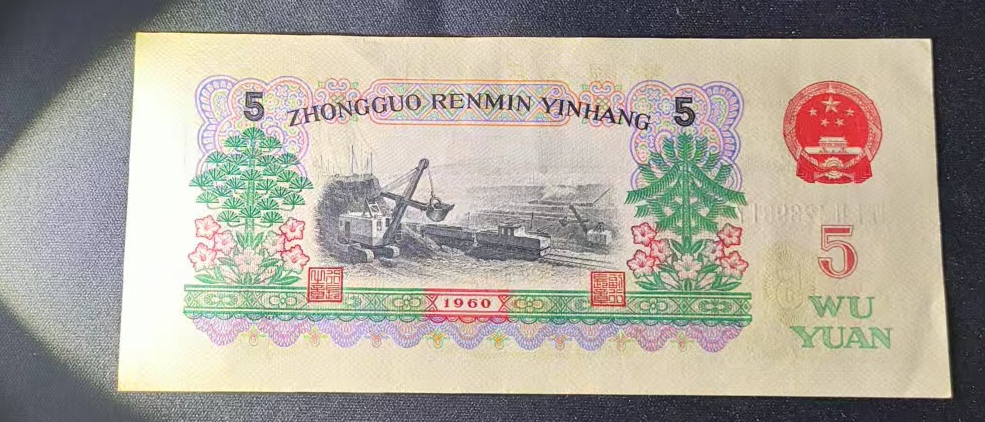 5 ZHONGGUO RENMIN YINHANG 5
1960
5
WU
YUAN